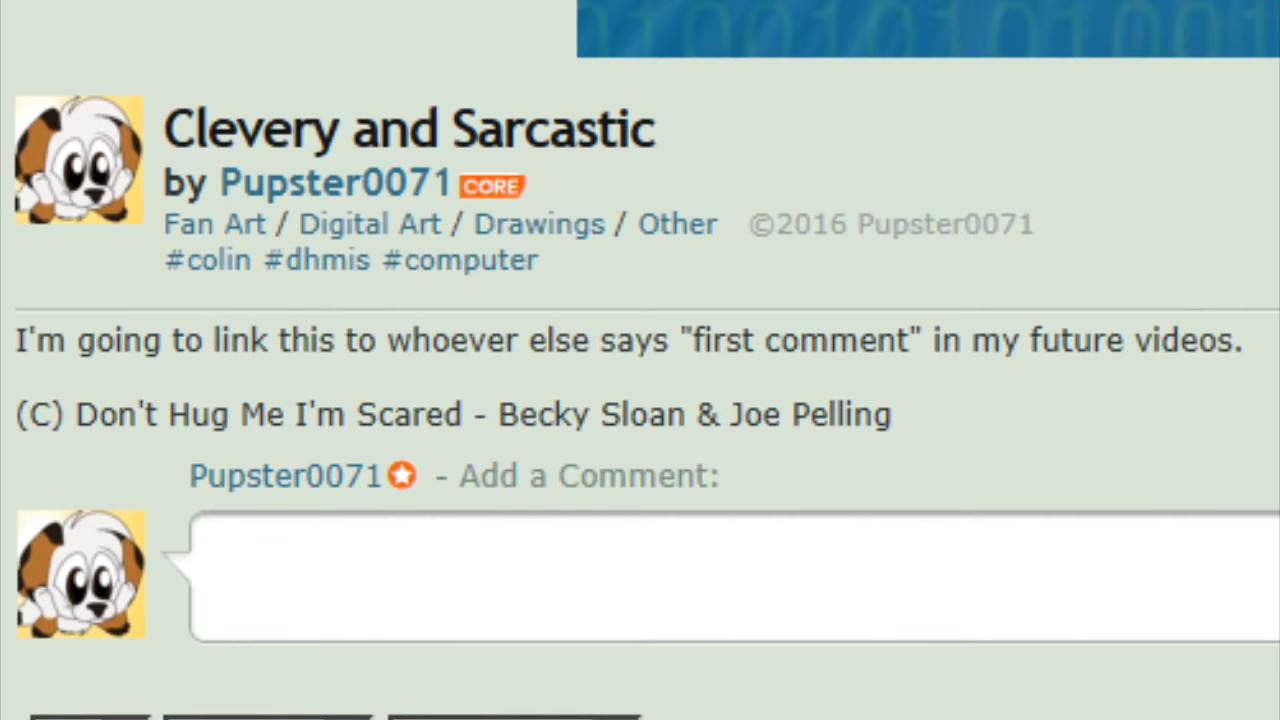 01001010100
Clevery and Sarcastic
by Pupster0071 CORE
Fan Art / Digital Art / Drawings / Other ©2016 Pupster0071
#colin #dhmis #computer
I'm going to link this to whoever else says "first comment" in my future videos.
(C) Don't Hug Me I'm Scared - Becky Sloan & Joe Pelling
Pupster0071 - Add a Comment: